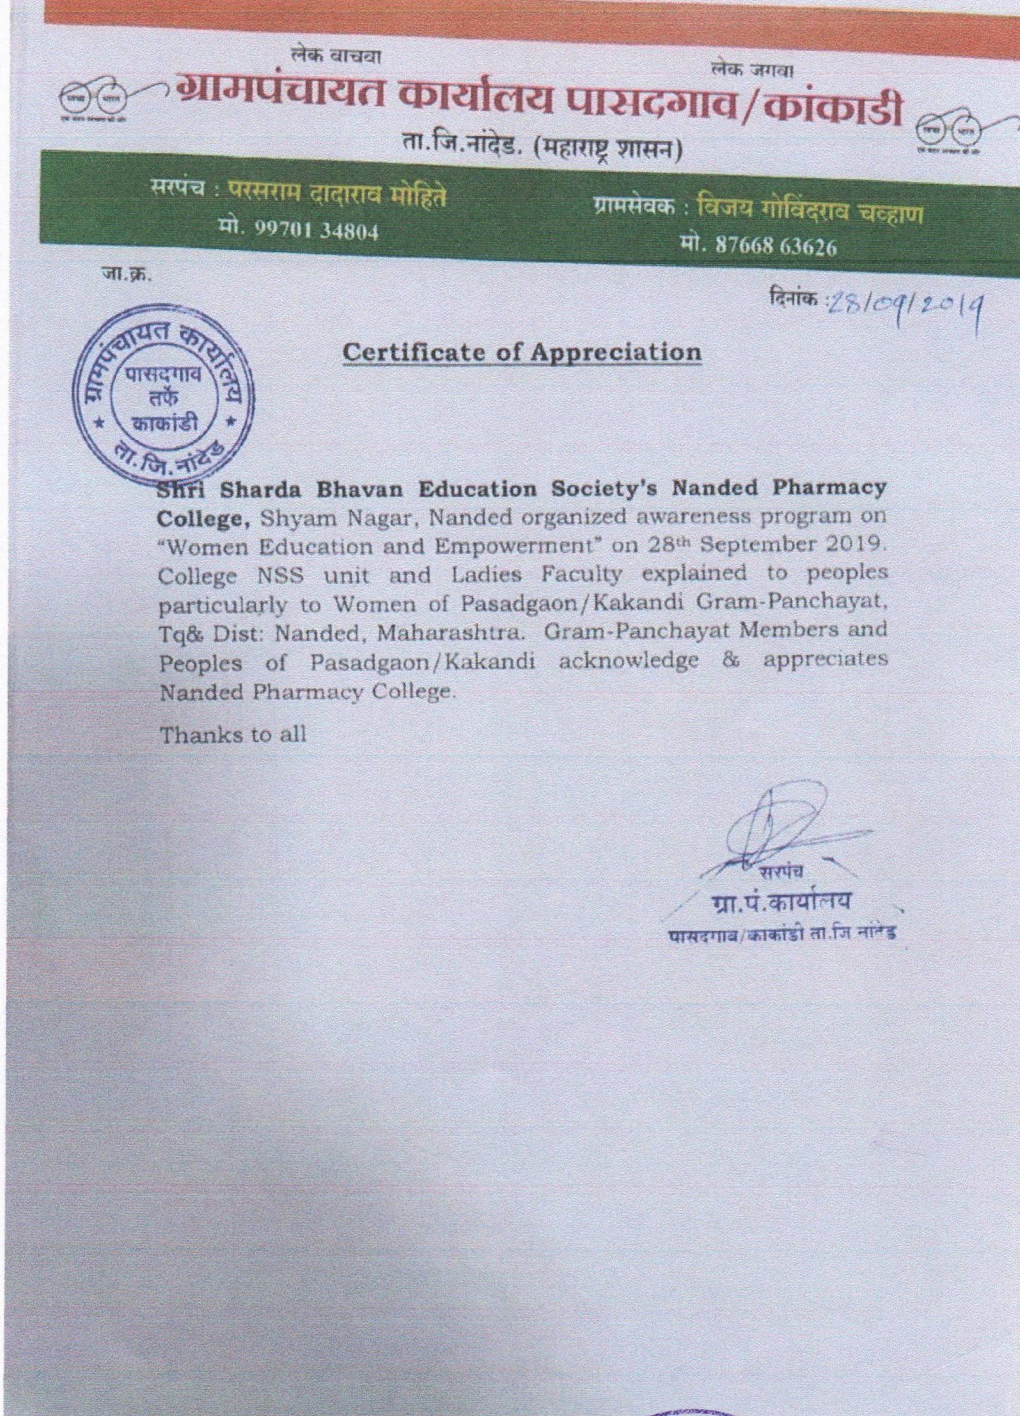 लेक वाचवा
लेक जगवा
ग्रामपंचायत कार्यालय पासदगाव/कांकाडी
ता.जि.नांदेड. (महाराष्ट्र शासन)
स्वच्छ भारत
स्वच्छ भारत
सरपंच : परसराम दादाराव मोहिते
मो. 99701 34804
ग्रामसेवक : विजय गोविंदराव चव्हाण
मो. 87668 63626
जा.क्र.
दिनांक :28/09/2019
ग्रामपंचायत कार्यालय
पासदगाव
तर्फे
काकांडी
★ ता.जि.नांदेड ★
Certificate of Appreciation
Shri Sharda Bhavan Education Society's Nanded Pharmacy
College, Shyam Nagar, Nanded organized awareness program on
“Women Education and Empowerment” on 28th September 2019.
College NSS unit and Ladies Faculty explained to peoples
particularly to Women of Pasadgaon/Kakandi Gram-Panchayat,
Tq& Dist: Nanded, Maharashtra. Gram-Panchayat Members and
Peoples of Pasadgaon/Kakandi acknowledge & appreciates
Nanded Pharmacy College.
Thanks to all
सरपंच
ग्रा.पं.कार्यालय
पासदगाव/काकांडी ता.जि नांदेड